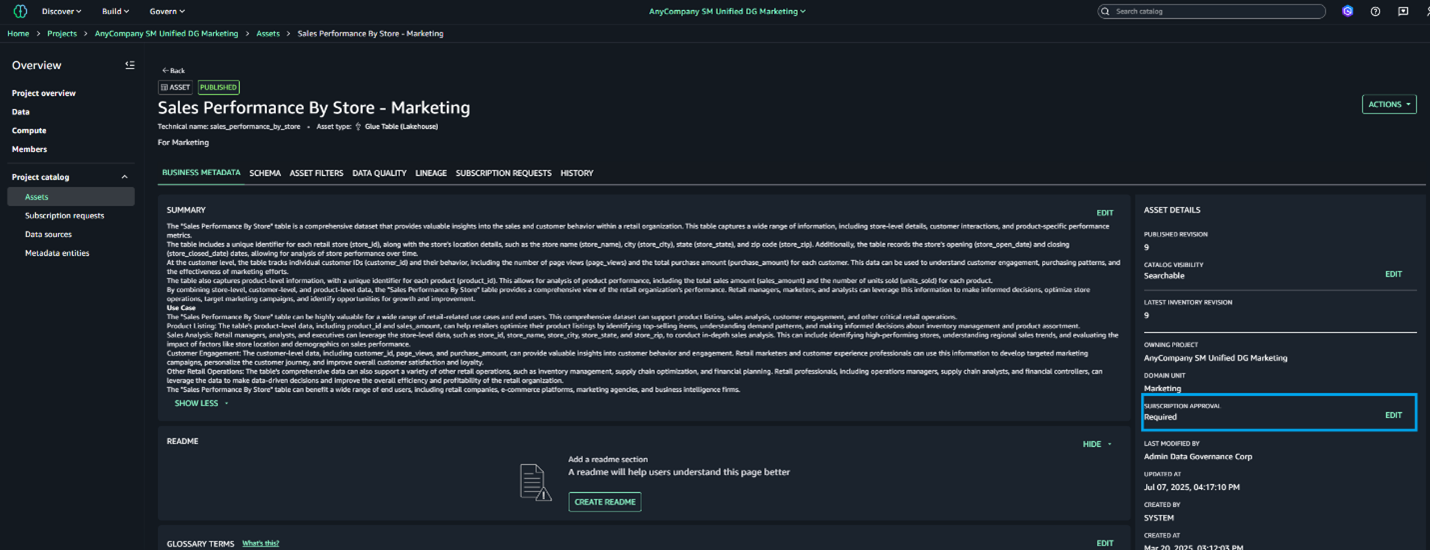 Discover Build Govern AnyCompany SM Unified DG Marketing Search catalog
Home > Projects > AnyCompany SM Unified DG Marketing > Assets > Sales Performance By Store - Marketing
Overview
Project overview
Data
Compute
Members
Project catalog
Assets
Subscription requests
Data sources
Metadata entities
Back
ASSET PUBLISHED
Sales Performance By Store - Marketing
ACTIONS
Technical name: sales_performance_by_store • Asset type: Glue Table (Lakehouse)
For Marketing
BUSINESS METADATA SCHEMA ASSET FILTERS DATA QUALITY LINEAGE SUBSCRIPTION REQUESTS HISTORY
SUMMARY
EDIT
The "Sales Performance By Store" table is a comprehensive dataset that provides valuable insights into the sales and customer behavior within a retail organization. This table captures a wide range of information, including store-level details, customer interactions, and product-specific performance
metrics.
The table includes a unique identifier for each retail store (store_id), along with the store's location details, such as the store name (store_name), city (store_city), state (store_state), and zip code (store_zip). Additionally, the table records the store's opening (store_open_date) and closing
(store_closed_date) dates, allowing for analysis of store performance over time.
At the customer level, the table tracks individual customer IDs (customer_id) and their behavior, including the number of page views (page_views) and the total purchase amount (purchase_amount) for each customer. This data can be used to understand customer engagement, purchasing patterns, and
the effectiveness of marketing efforts.
The table also captures product-level information, with a unique identifier for each product (product_id). This allows for analysis of product performance, including the total sales amount (sales_amount) and the number of units sold (units_sold) for each product.
By combining store-level, customer-level, and product-level data, the "Sales Performance By Store" table provides a comprehensive view of the retail organization's performance. Retail managers, marketers, and analysts can leverage this information to make informed decisions, optimize store
operations, target marketing campaigns, and identify opportunities for growth and improvement.
Use Case
The "Sales Performance By Store" table can be highly valuable for a wide range of retail-related use cases and end users. This comprehensive dataset can support product listing, sales analysis, customer engagement, and other critical retail operations.
Product Listing: The table's product-level data, including product_id and sales_amount, can help retailers optimize their product listings by identifying top-selling items, understanding demand patterns, and making informed decisions about inventory management and product assortment.
Sales Analysis: Retail managers, analysts, and executives can leverage the store-level data, such as store_id, store_name, store_city, store_state, and store_zip, to conduct in-depth sales analysis. This can include identifying high-performing stores, understanding regional sales trends, and evaluating the
impact of factors like store location and demographics on sales performance.
Customer Engagement: The customer-level data, including customer_id, page_views, and purchase_amount, can provide valuable insights into customer behavior and engagement. Retail marketers and customer experience professionals can use this information to develop targeted marketing
campaigns, personalize the customer journey, and improve overall customer satisfaction and loyalty.
Other Retail Operations: The table's comprehensive data can also support a variety of other retail operations, such as inventory management, supply chain optimization, and financial planning. Retail professionals, including operations managers, supply chain analysts, and financial controllers, can
leverage the data to make data-driven decisions and improve the overall efficiency and profitability of the retail organization.
The "Sales Performance By Store" table can benefit a wide range of end users, including retail companies, e-commerce platforms, marketing agencies, and business intelligence firms.
SHOW LESS
README
HIDE
Add a readme section
A readme will help users understand this page better
CREATE README
GLOSSARY TERMS What's this?
EDIT
ASSET DETAILS
PUBLISHED REVISION
9
CATALOG VISIBILITY
Searchable
EDIT
LATEST INVENTORY REVISION
9
OWNING PROJECT
AnyCompany SM Unified DG Marketing
DOMAIN UNIT
Marketing
SUBSCRIPTION APPROVAL
Required
EDIT
LAST MODIFIED BY
Admin Data Governance Corp
UPDATED AT
Jul 07, 2025, 04:17:10 PM
CREATED BY
SYSTEM
CREATED AT
Mar 20, 2025, 03:12:03 PM